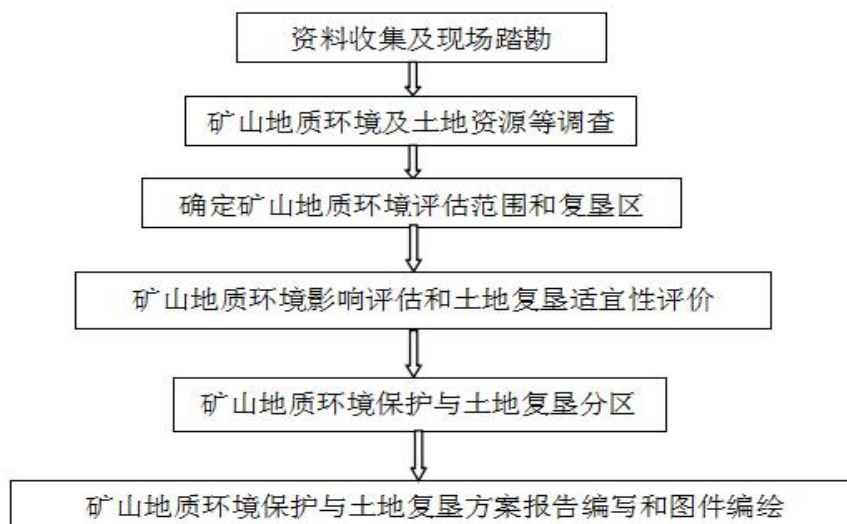 资料收集及现场踏勘
矿山地质环境及土地资源等调查
确定矿山地质环境评估范围和复垦区
矿山地质环境影响评估和土地复垦适宜性评价
矿山地质环境保护与土地复垦分区
矿山地质环境保护与土地复垦方案报告编写和图件编绘